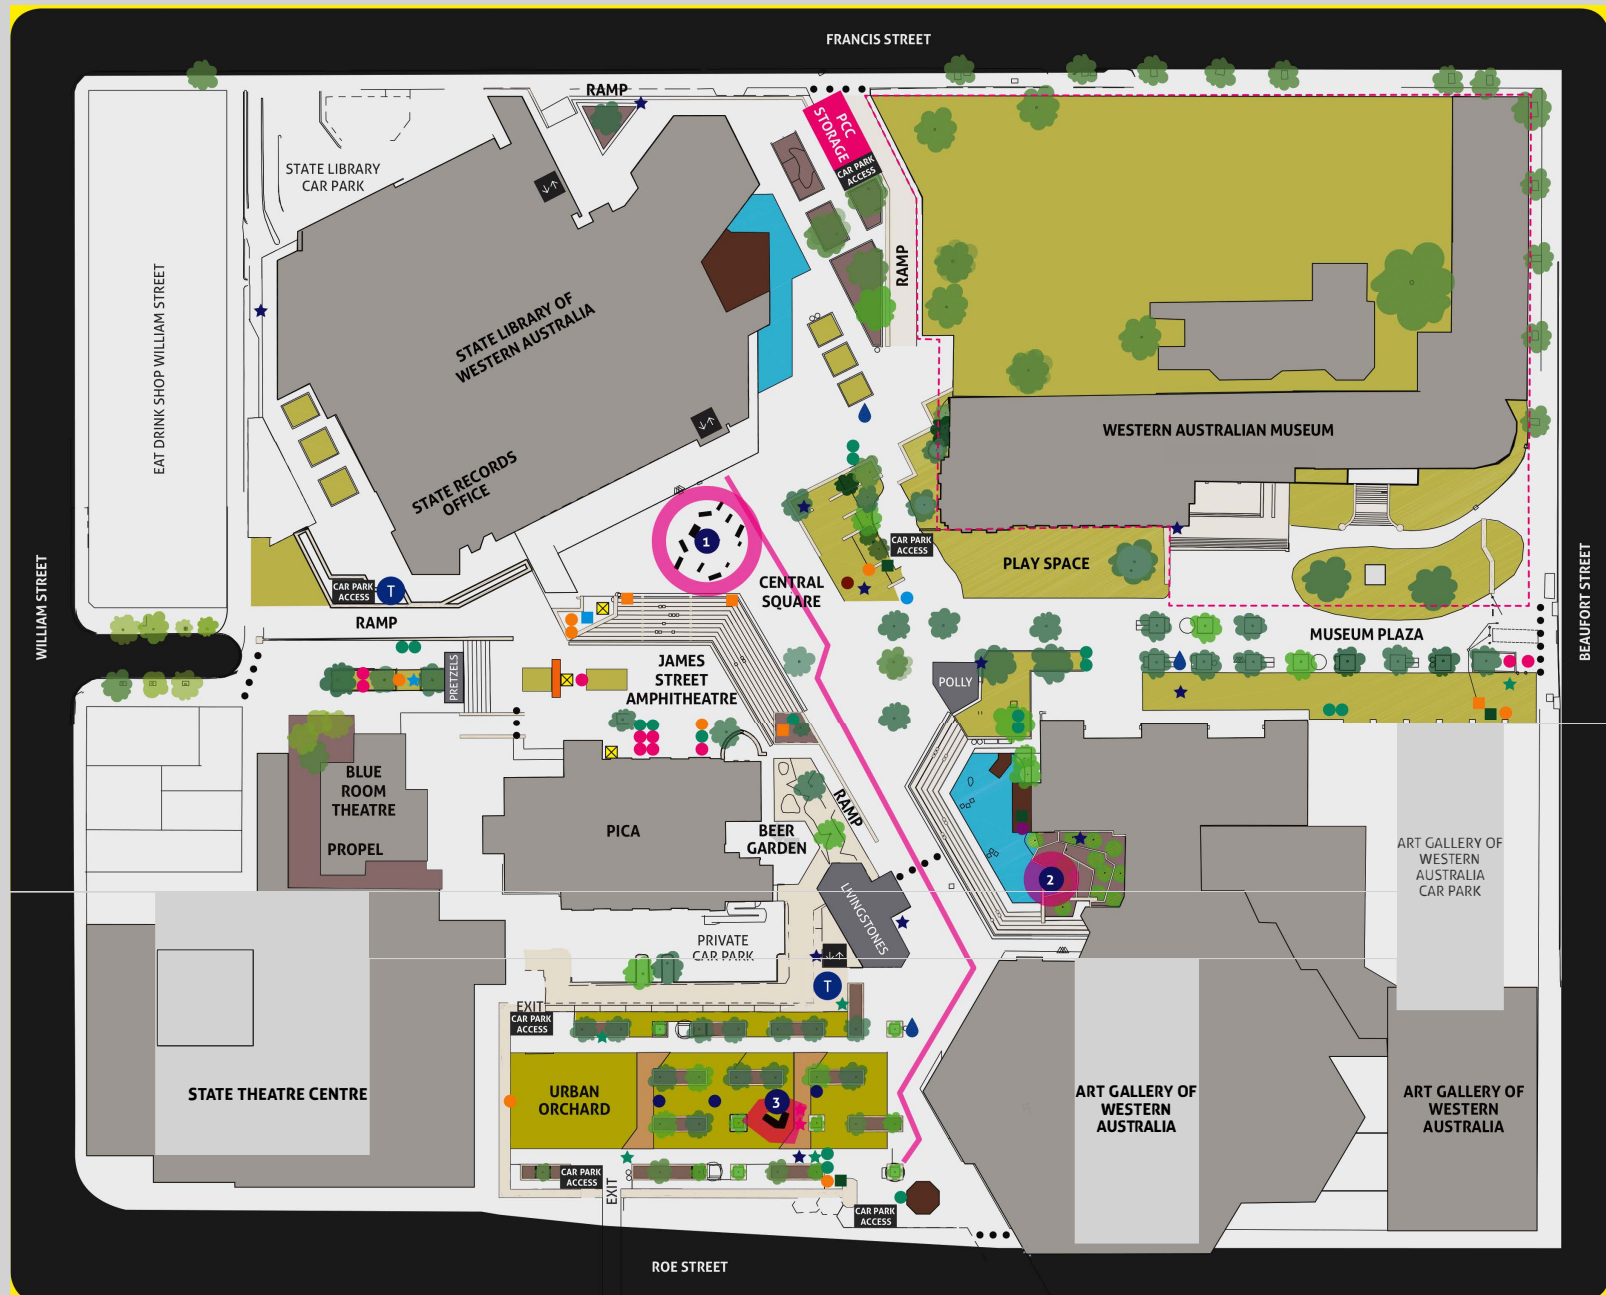 FRANCIS STREET
RAMP
PCC
STORAGE
CAR PARK
ACCESS
STATE LIBRARY
CAR PARK
RAMP
EAT DRINK SHOP WILLIAM STREET
STATE LIBRARY OF
WESTERN AUSTRALIA
STATE RECORDS
OFFICE
WESTERN AUSTRALIAN MUSEUM
1
CAR PARK
ACCESS
PLAY SPACE
CENTRAL
SQUARE
CAR PARK
ACCESS
T
RAMP
WILLIAM STREET
BEAUFORT STREET
MUSEUM PLAZA
PRETZELS
JAMES
STREET
AMPHITHEATRE
POLLY
BLUE
ROOM
THEATRE
PROPEL
PICA
BEER
GARDEN
RAMP
ART GALLERY OF
WESTERN
AUSTRALIA
CAR PARK
2
LIVINGSTONES
PRIVATE
CAR PARK
T
EXIT
CAR PARK
ACCESS
STATE THEATRE CENTRE
URBAN
ORCHARD
3
ART GALLERY OF
WESTERN
AUSTRALIA
ART GALLERY OF
WESTERN
AUSTRALIA
CAR PARK
ACCESS
EXIT
CAR PARK
ACCESS
ROE STREET